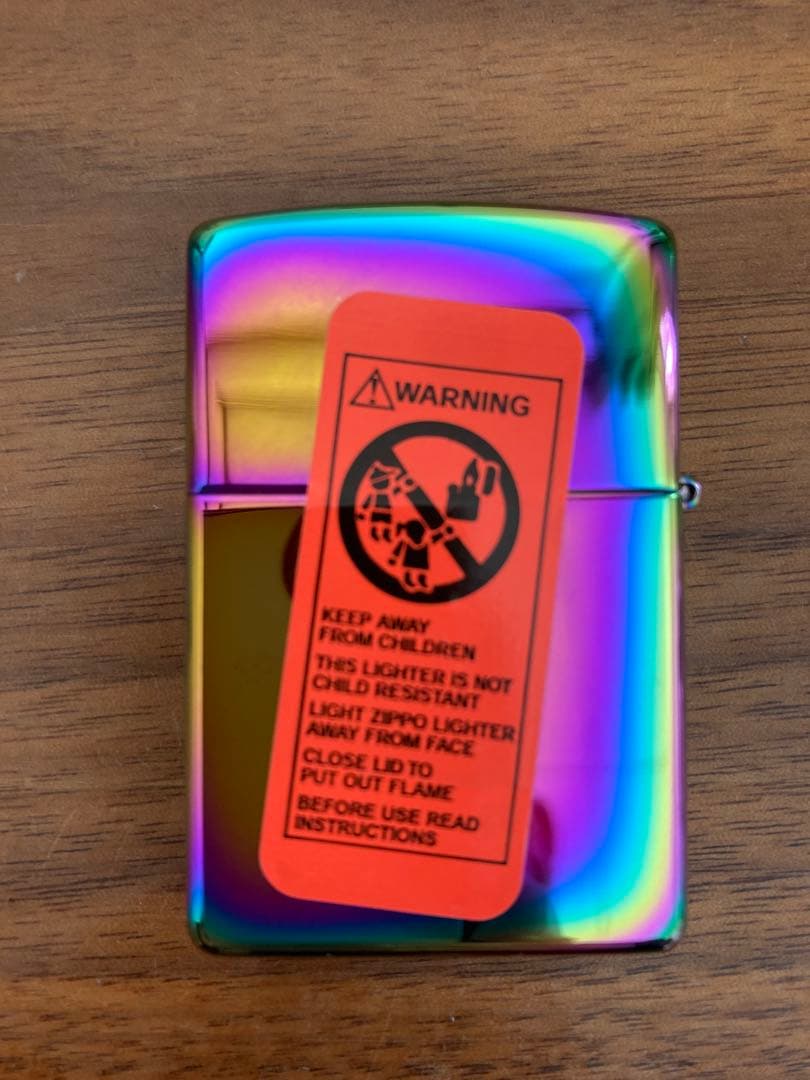 WARNING
KEEP AWAY
FROM CHILDREN
THIS LIGHTER IS NOT
CHILD RESISTANT
LIGHT ZIPPO LIGHTER
AWAY FROM FACE
CLOSE LID TO
PUT OUT FLAME
BEFORE USE READ
INSTRUCTIONS